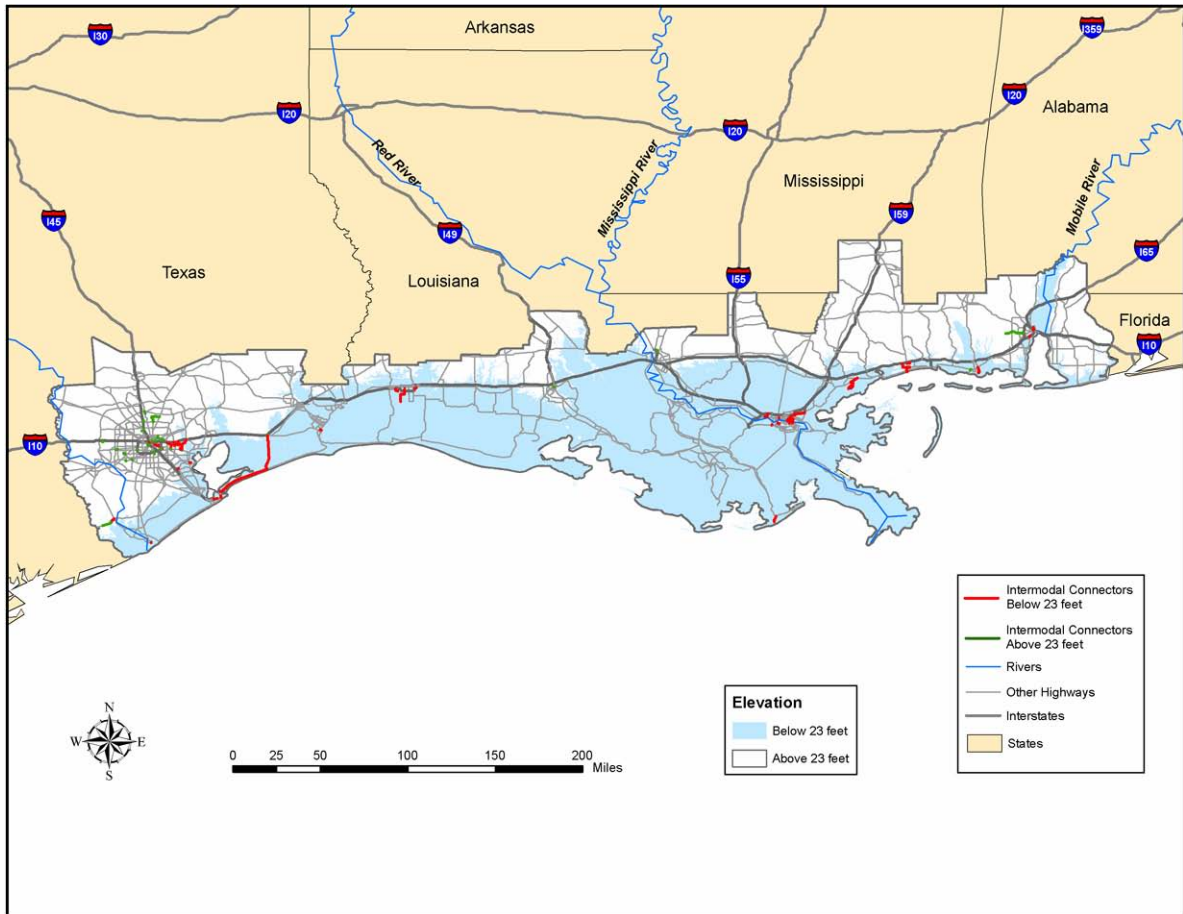 Arkansas
I30
I359
I20
I20
I20
Alabama
Red River
Mississippi River
Mobile River
Mississippi
I45
I49
I59
I65
I55
Texas
Louisiana
Florida
I10
I10
Intermodal Connectors
Below 23 feet
Intermodal Connectors
Above 23 feet
Rivers
Other Highways
Interstates
States
Elevation
Below 23 feet
Above 23 feet
N
W
E
S
0 25 50 100 150 200
Miles